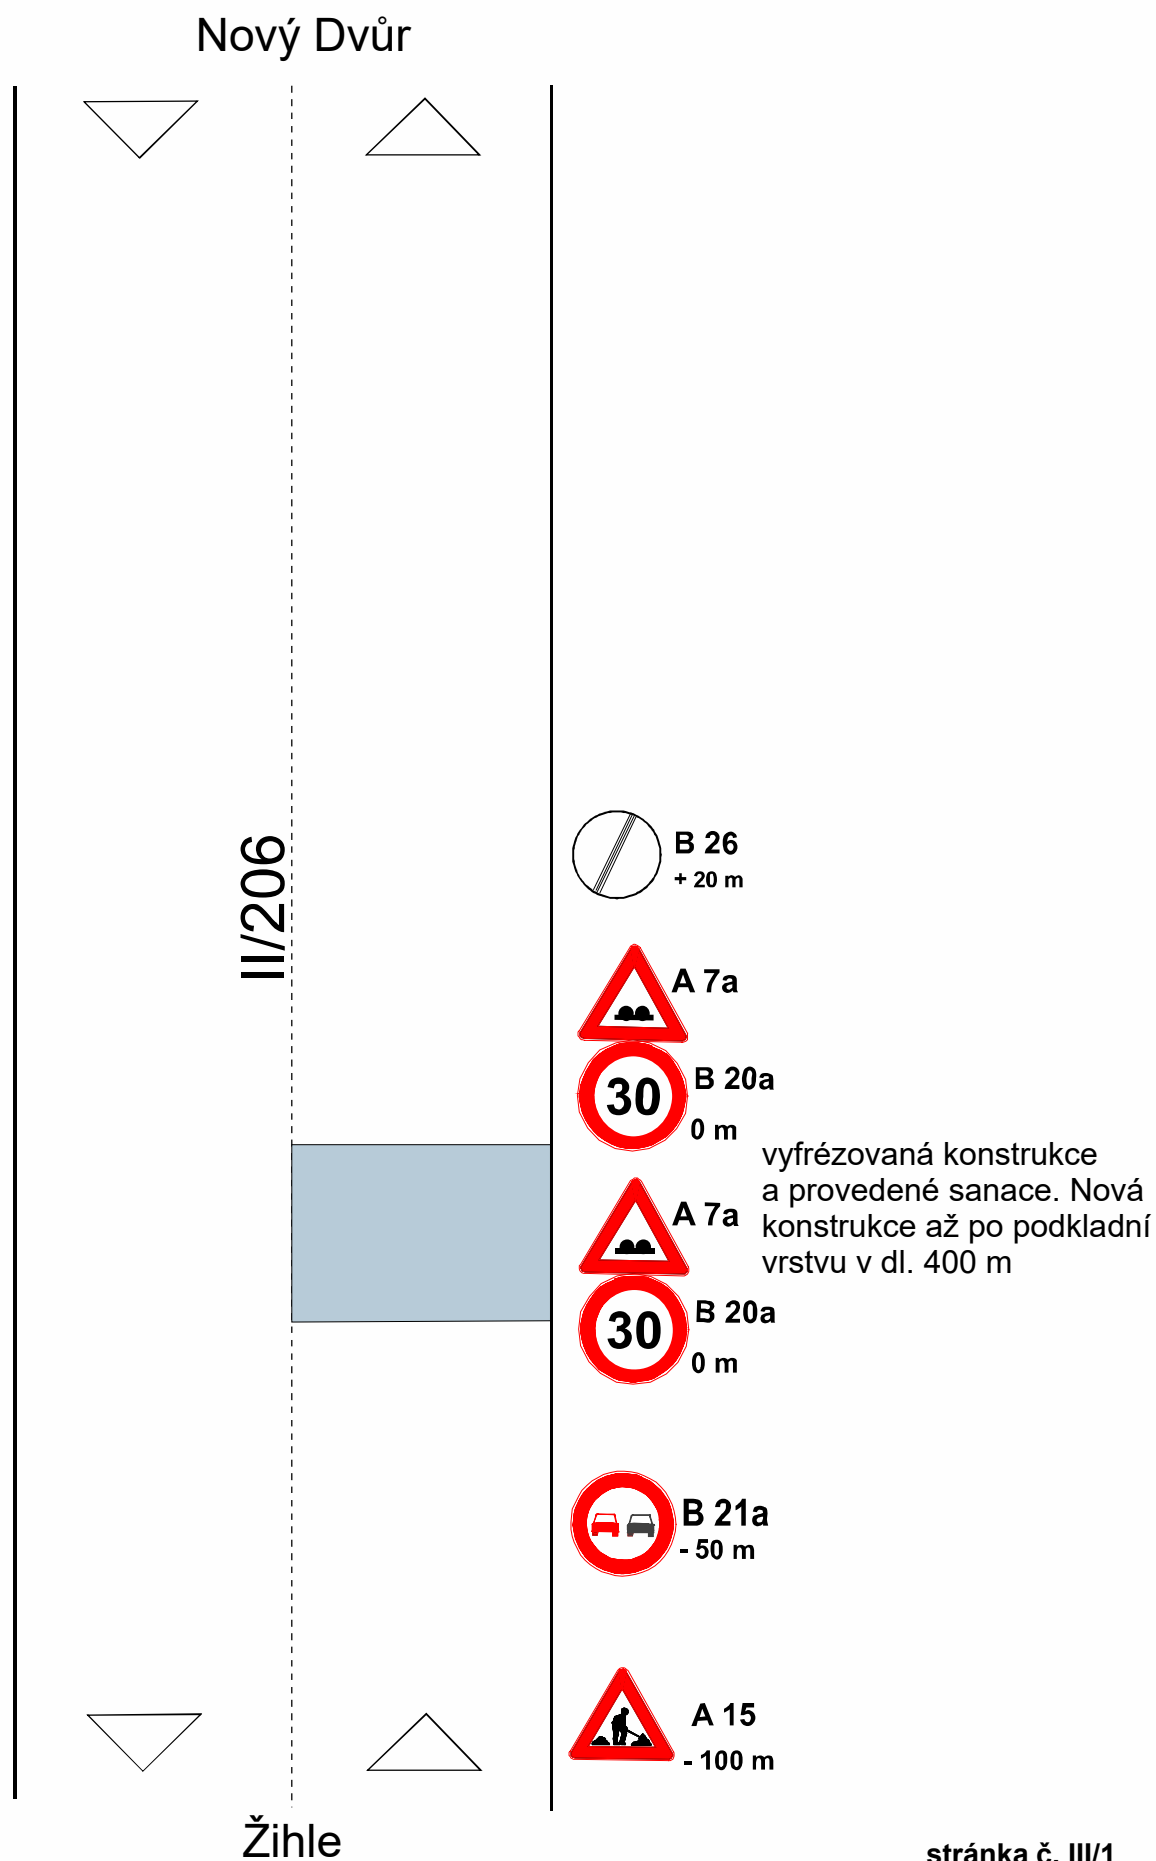 Nový Dvůr
II/206
B 26
+ 20 m
A 7a
30
B 20a
0 m
vyfrézovaná konstrukce
a provedené sanace. Nová
konstrukce až po podkladní
vrstvu v dl. 400 m
A 7a
30
B 20a
0 m
B 21a
- 50 m
A 15
- 100 m
Žihle
stránka č. III/1